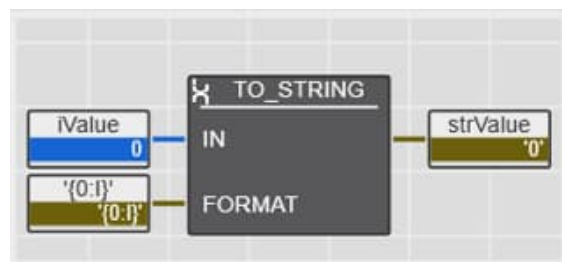 TO_STRING
iValue
0
IN
strValue
'0'
'{0:I}'
'{0:I}'
FORMAT